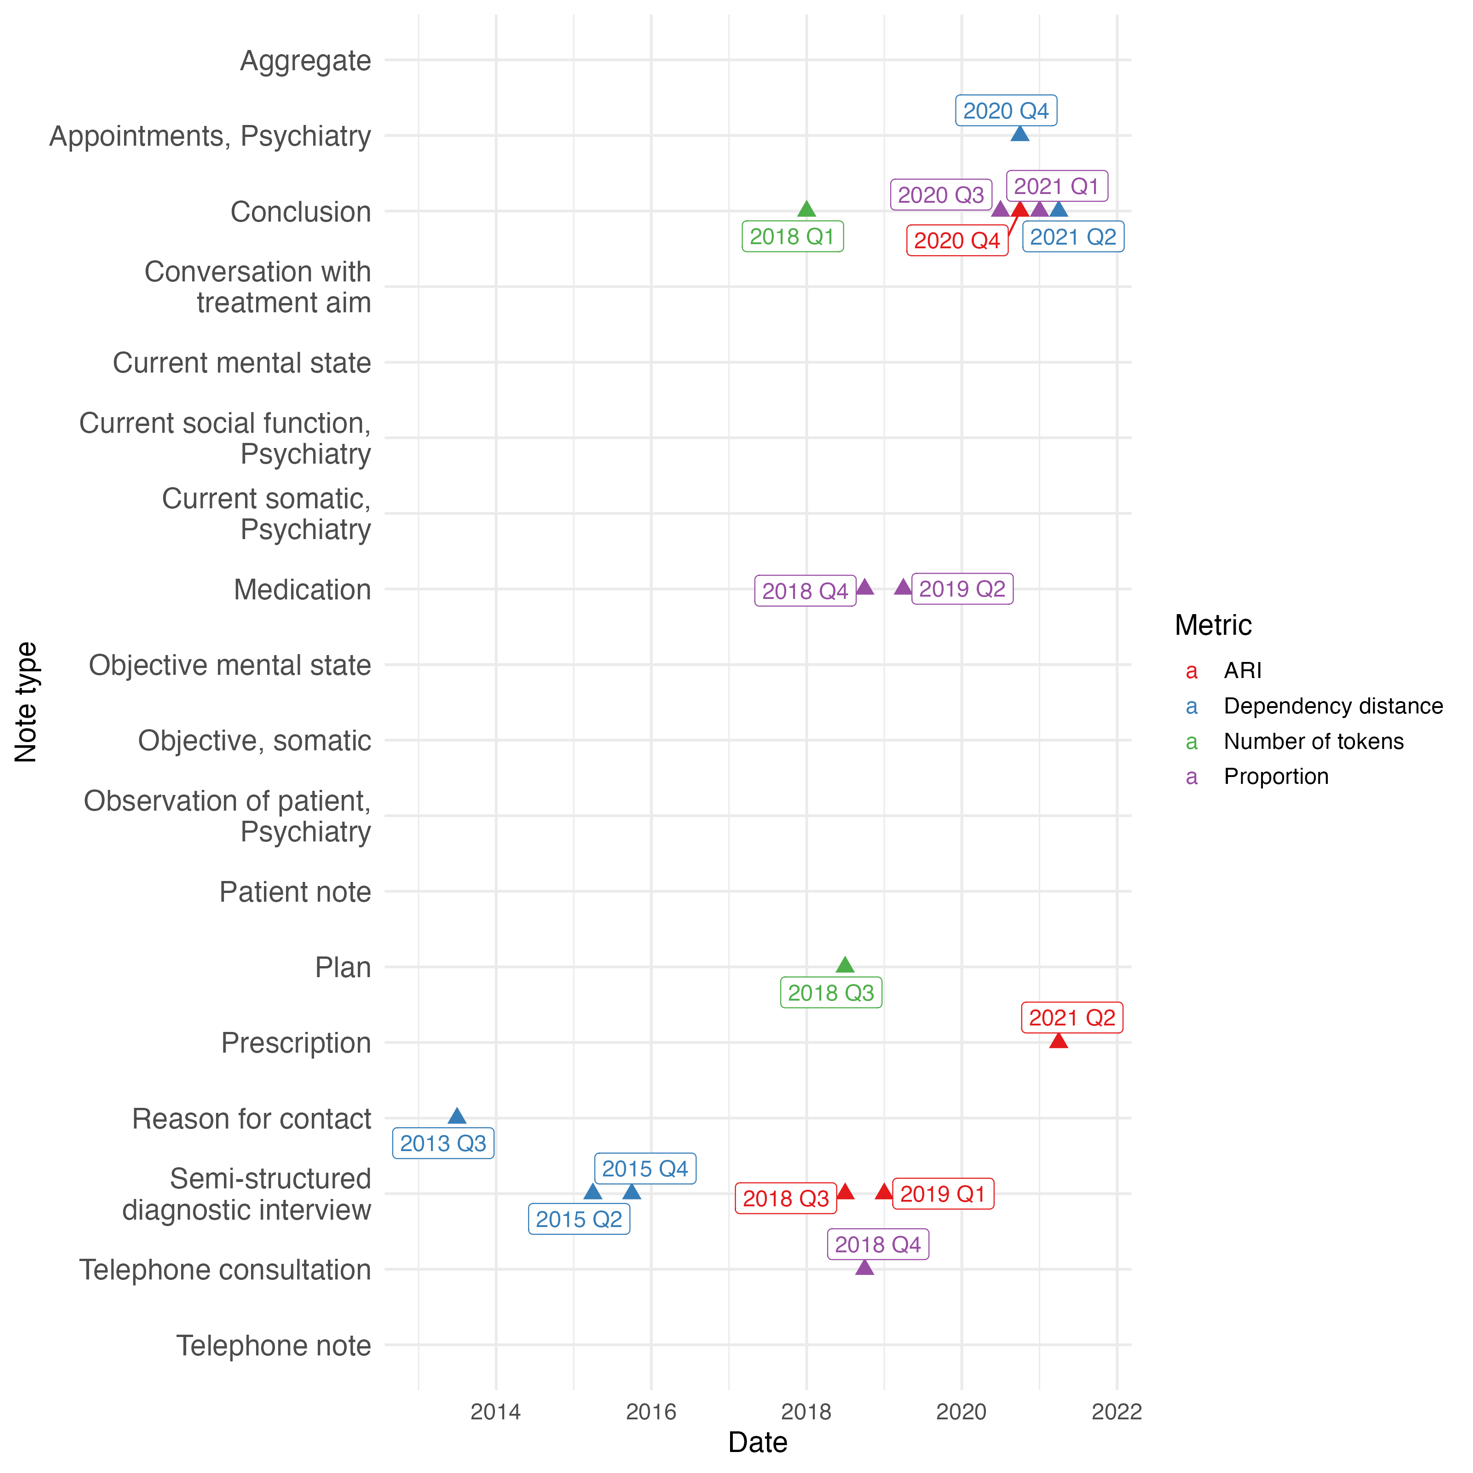 Aggregate
2020 Q4
Appointments, Psychiatry
2021 Q1
2020 Q3
Conclusion
2018 Q1
2020 Q4
2021 Q2
Conversation with
treatment aim
Current mental state
Current social function,
Psychiatry
Current somatic,
Psychiatry
Medication
2018 Q4
2019 Q2
Objective mental state
Objective, somatic
Observation of patient,
Psychiatry
Patient note
Plan
2018 Q3
2021 Q2
Prescription
Reason for contact
2013 Q3
2015 Q4
Semi-structured
diagnostic interview
2018 Q3
2019 Q1
2015 Q2
2018 Q4
Telephone consultation
Telephone note
2014
2016
2018
2020
2022
Date
Note type
Metric
a ARI
a Dependency distance
a Number of tokens
a Proportion